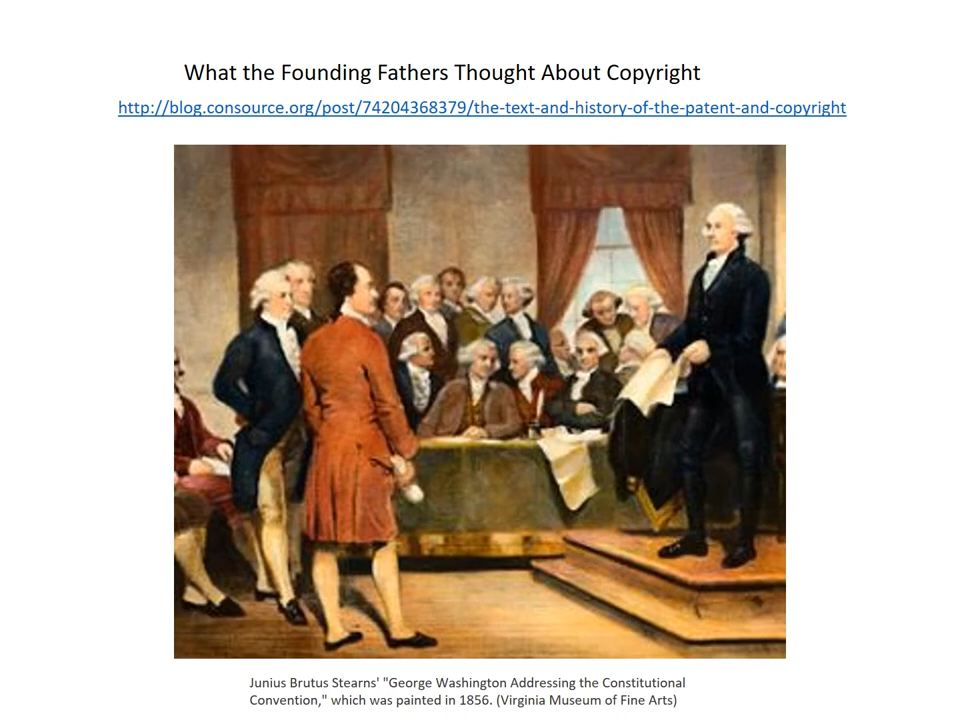 What the Founding Fathers Thought About Copyright
http://blog.consource.org/post/74204368379/the-text-and-history-of-the-patent-and-copyright
Junius Brutus Stearns' "George Washington Addressing the Constitutional
Convention," which was painted in 1856. (Virginia Museum of Fine Arts)